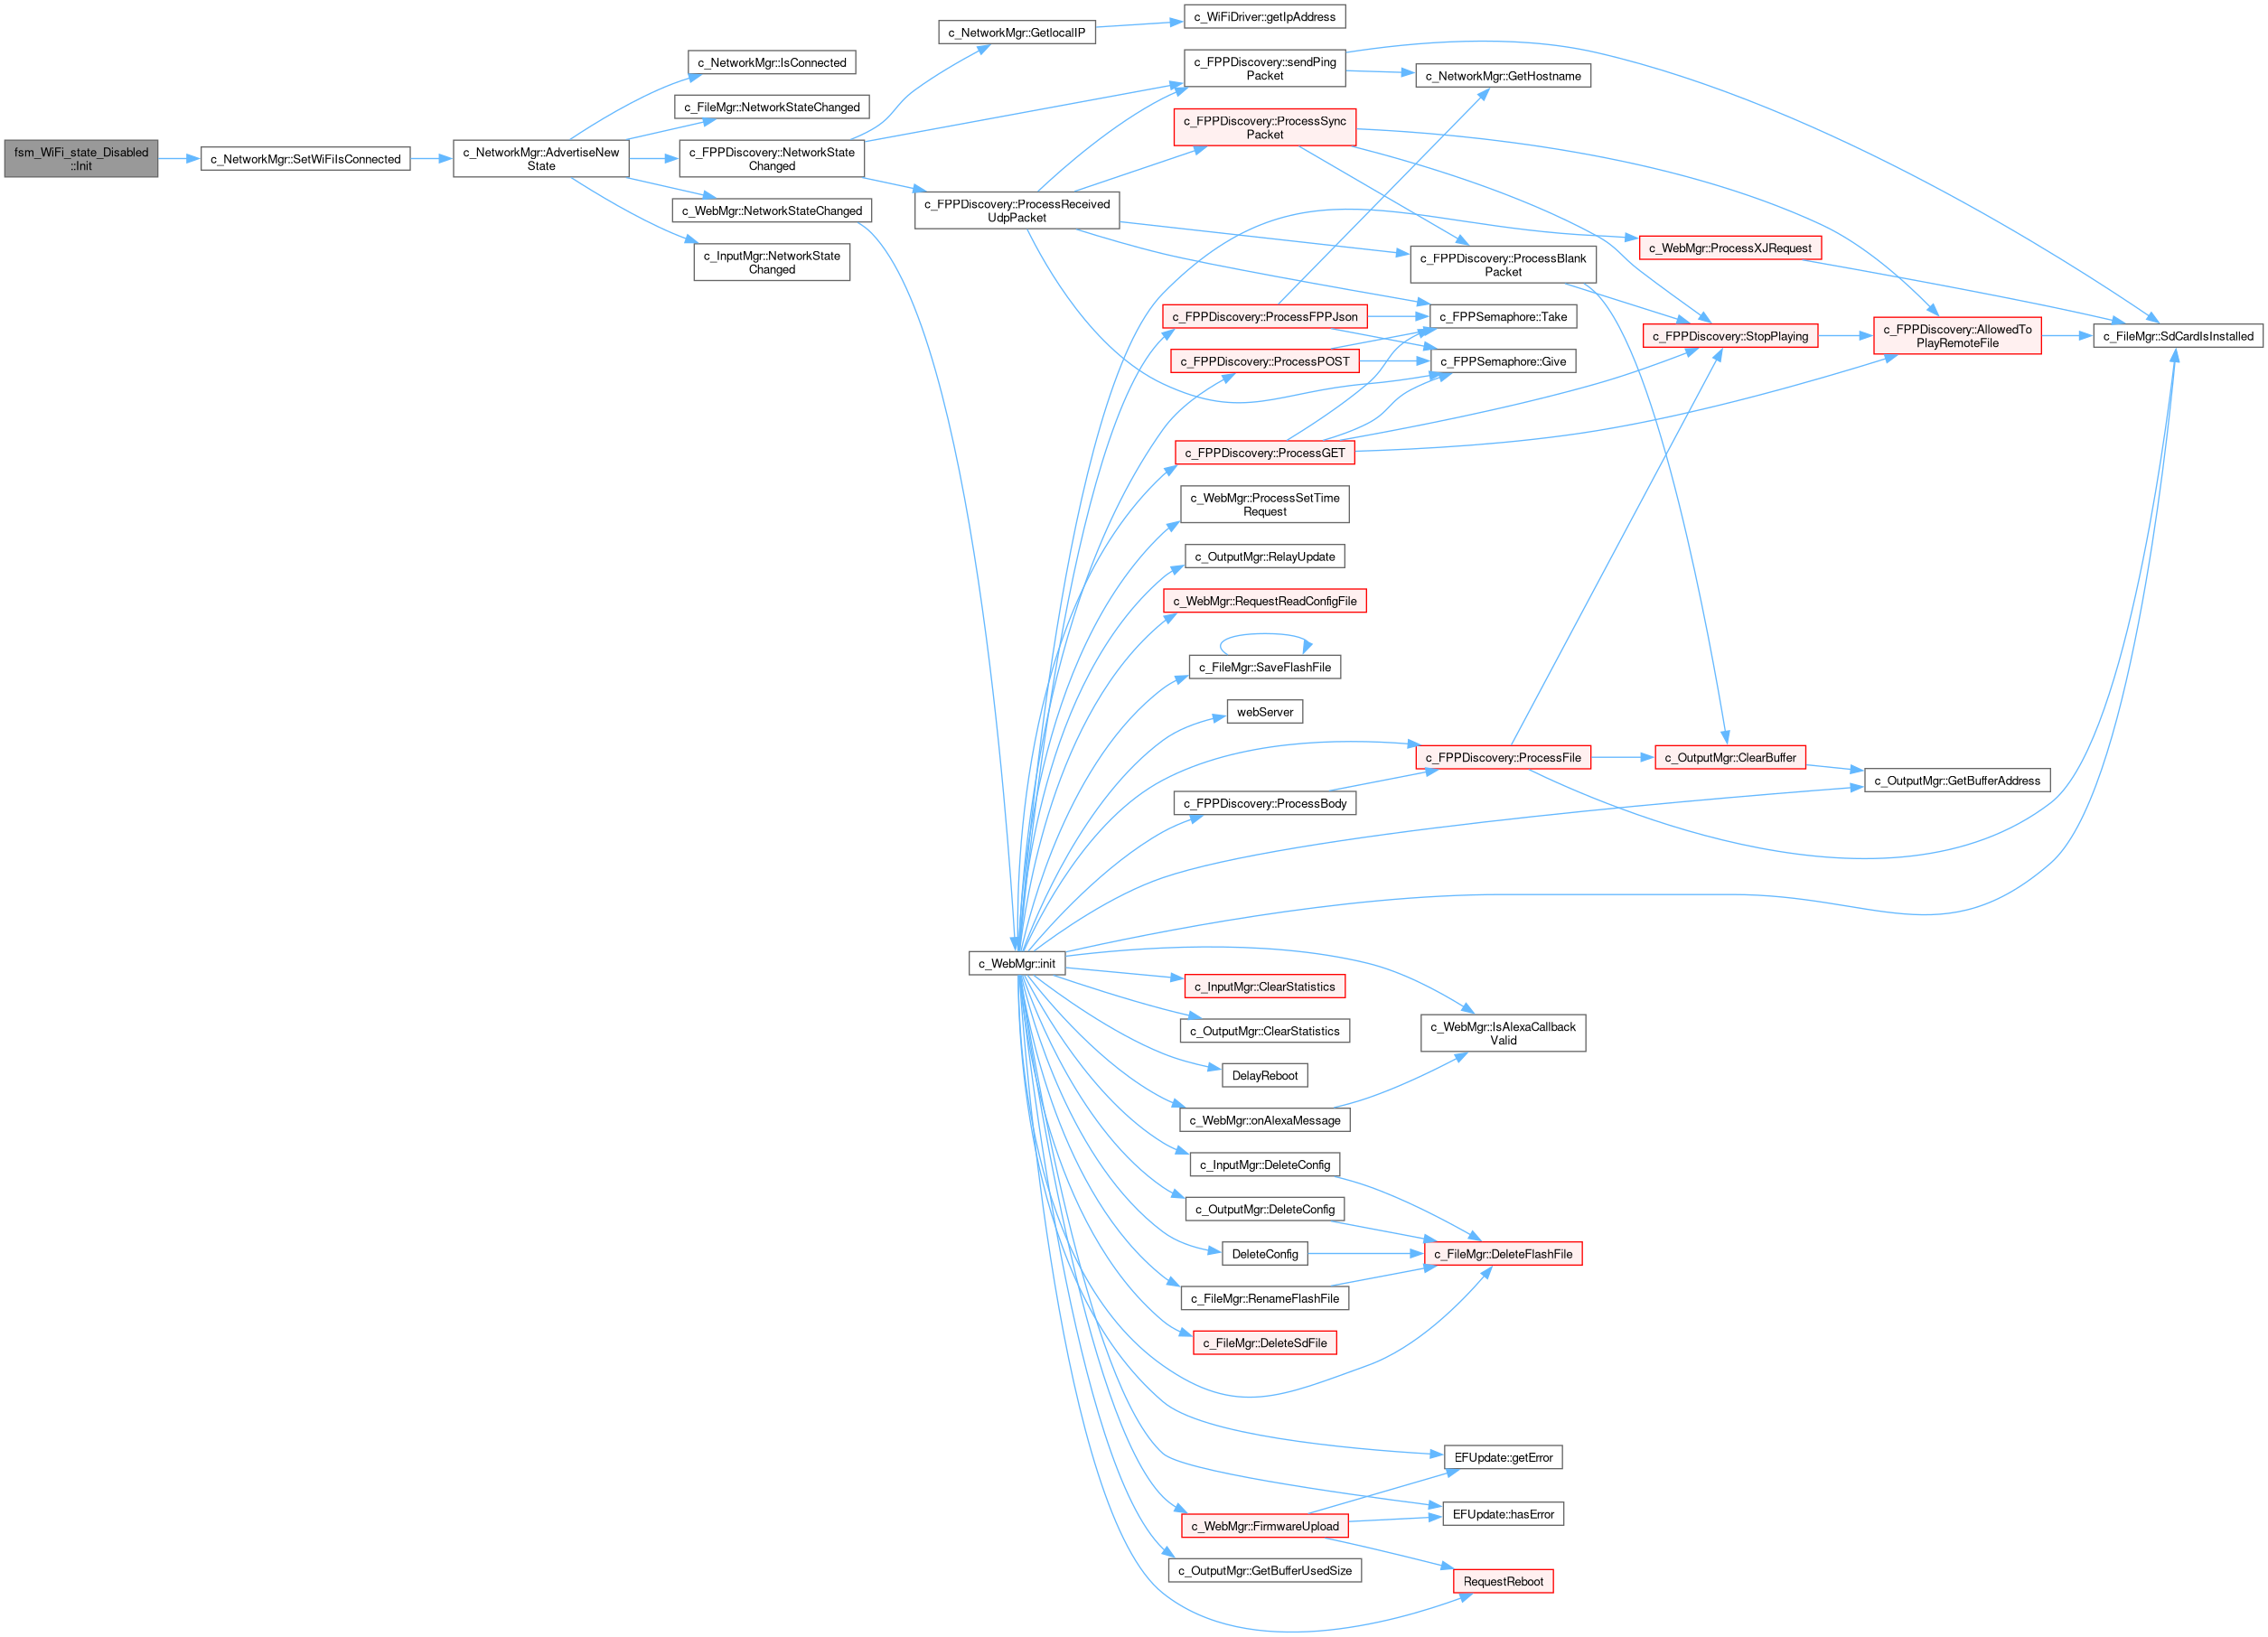 fsm_WiFi_state_Disabled
::Init
c_NetworkMgr::SetWiFiIsConnected
c_NetworkMgr::AdvertiseNew
State
c_NetworkMgr::IsConnected
c_FileMgr::NetworkStateChanged
c_FPPDiscovery::NetworkState
Changed
c_WebMgr::NetworkStateChanged
c_InputMgr::NetworkState
Changed
c_NetworkMgr::GetlocalIP
c_FPPDiscovery::ProcessReceived
UdpPacket
c_WebMgr::init
c_WiFiDriver::getIpAddress
c_FPPDiscovery::sendPing
Packet
c_FPPDiscovery::ProcessSync
Packet
c_FPPDiscovery::ProcessFPPJson
c_FPPDiscovery::ProcessPOST
c_FPPDiscovery::ProcessGET
c_WebMgr::ProcessSetTime
Request
c_OutputMgr::RelayUpdate
c_WebMgr::RequestReadConfigFile
c_FileMgr::SaveFlashFile
webServer
c_FPPDiscovery::ProcessBody
c_InputMgr::ClearStatistics
c_OutputMgr::ClearStatistics
DelayReboot
c_WebMgr::onAlexaMessage
c_InputMgr::DeleteConfig
c_OutputMgr::DeleteConfig
DeleteConfig
c_FileMgr::RenameFlashFile
c_FileMgr::DeleteSdFile
c_WebMgr::FirmwareUpload
c_OutputMgr::GetBufferUsedSize
c_NetworkMgr::GetHostname
c_FPPDiscovery::ProcessBlank
Packet
c_FPPSemaphore::Take
c_FPPSemaphore::Give
c_FPPDiscovery::ProcessFile
c_WebMgr::IsAlexaCallback
Valid
c_FileMgr::DeleteFlashFile
EFUpdate::getError
EFUpdate::hasError
RequestReboot
c_WebMgr::ProcessXJRequest
c_FPPDiscovery::StopPlaying
c_OutputMgr::ClearBuffer
c_FPPDiscovery::AllowedTo
PlayRemoteFile
c_OutputMgr::GetBufferAddress
c_FileMgr::SdCardIsInstalled